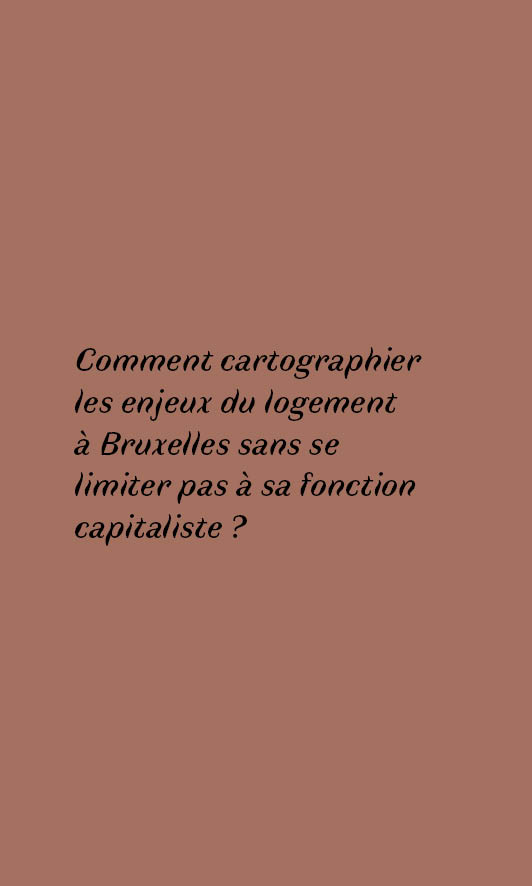 Comment cartographier
les enjeux du logement
à Bruxelles sans se
limiter pas à sa fonction
capitaliste ?